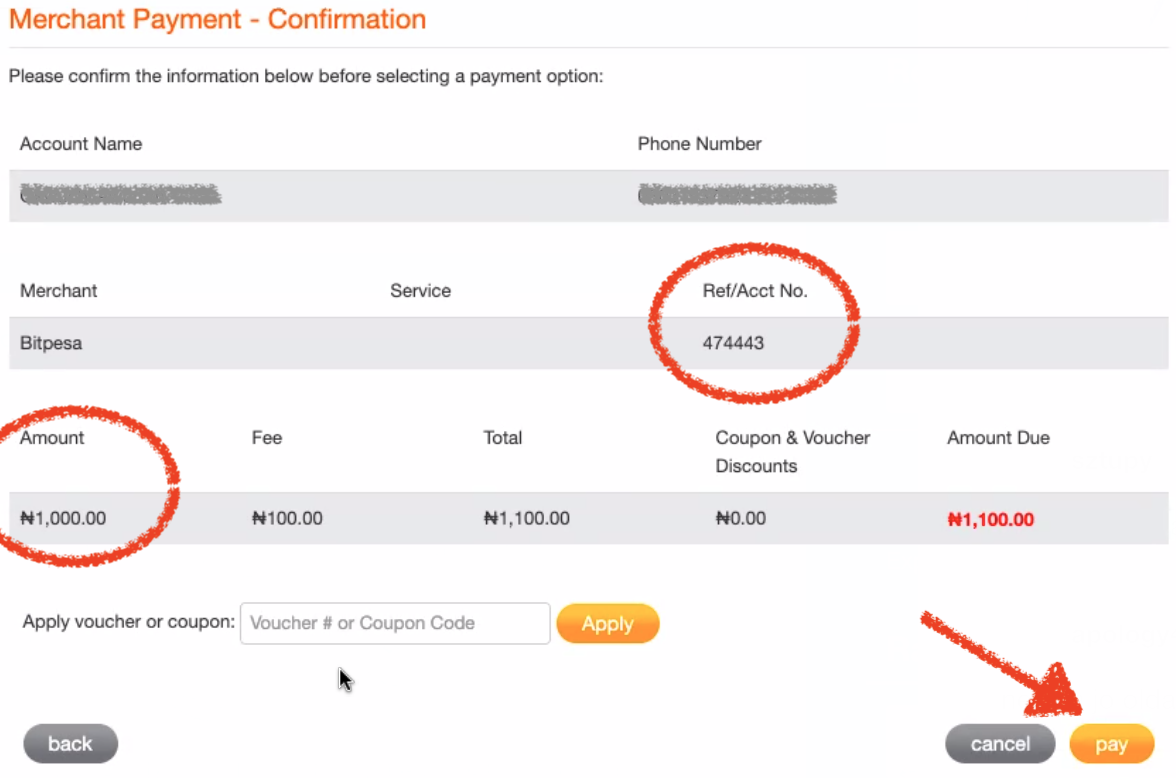 Merchant Payment - Confirmation
Please confirm the information below before selecting a payment option:
Account Name Phone Number
Merchant Service Ref/Acct No.
Bitpesa 474443
Amount Fee Total Coupon & Voucher Discounts Amount Due
₦1,000.00 ₦100.00 ₦1,100.00 ₦0.00 ₦1,100.00
Apply voucher or coupon: Voucher # or Coupon Code Apply
back cancel pay